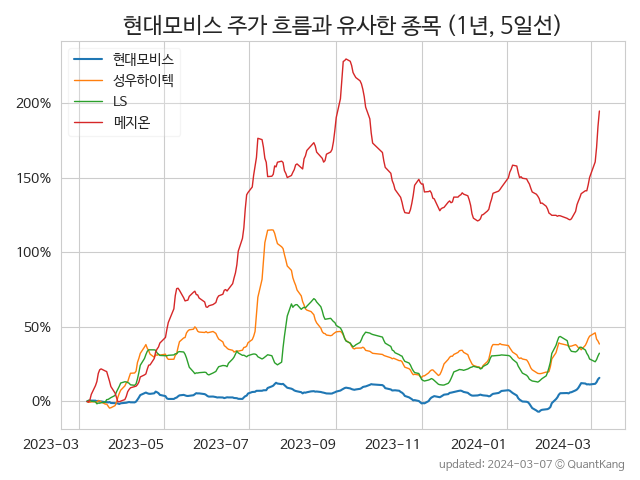 현대모비스 주가 흐름과 유사한 종목 (1년, 5일선)
현대모비스
성우하이텍
LS
메지온
200%
150%
100%
50%
0%
2023-03 2023-05 2023-07 2023-09 2023-11 2024-01 2024-03
updated: 2024-03-07 © QuantKang